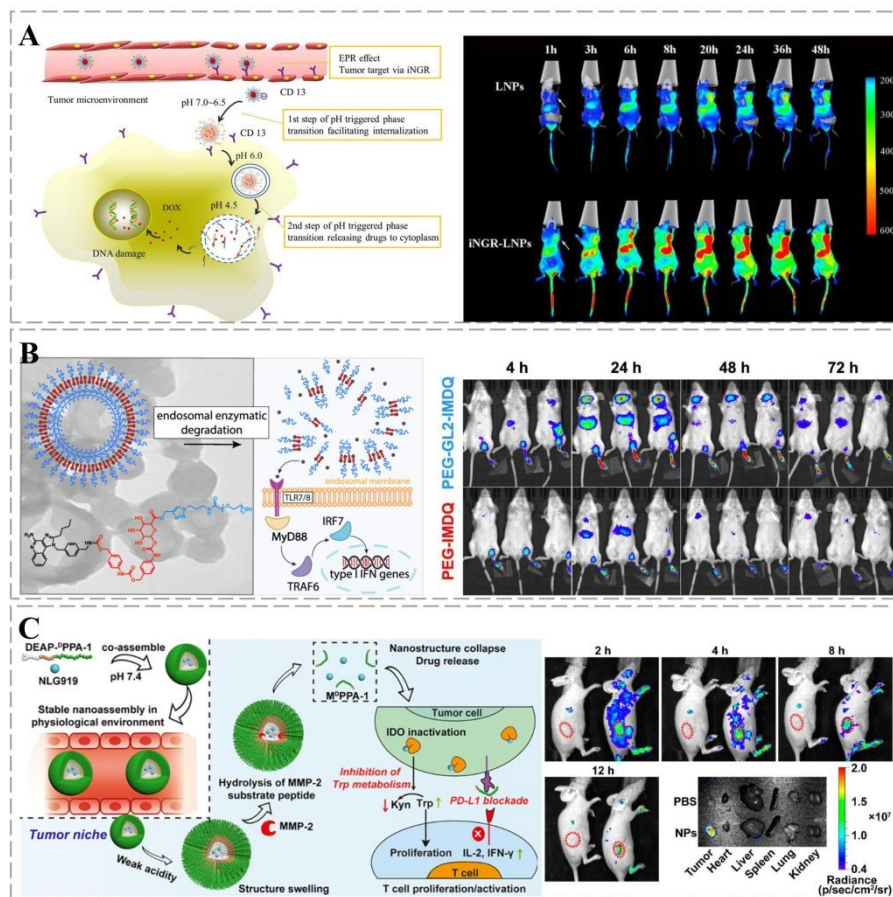 A
EPR effect
Tumor target via iNGR
Tumor microenvironment
CD 13
pH 7.0~6.5
1st step of pH triggered phase
transition facilitating internalization
CD 13
pH 6.0
DOX
pH 4.5
2nd step of pH triggered phase
transition releasing drugs to cytoplasm
DNA damage
1h 3h 6h 8h 20h 24h 36h 48h
LNPs
iNGR-LNPs
B
endosomal enzymatic
degradation
endosomal membrane
TLR7/8
MyD88
IRF7
TRAF6
type I IFN genes
4 h 24 h 48 h 72 h
PEG-GL2-IMDQ
PEG-IMDQ
C
DEAP-ᴰPPA-1
co-assemble
NLG919
pH 7.4
Stable nanoassembly in
physiological environment
Tumor niche
Weak acidity
Structure swelling
MMP-2
Hydrolysis of MMP-2
substrate peptide
MᴰPPA-1
Nanostructure collapse
Drug release
Tumor cell
IDO inactivation
Inhibition of
Trp metabolism
Kyn Trp
PD-L1 blockade
Proliferation IL-2, IFN-γ
T cell
T cell proliferation/activation
2 h 4 h 8 h
12 h
PBS
NPs
Tumor
Heart
Liver
Spleen
Lung
Kidney
2.0
1.6
1.2
0.8
0.4
×10⁷
Radiance
(p/sec/cm²/sr)